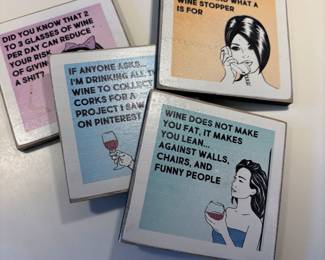 DID YOU KNOW THAT 2
TO 3 GLASSES OF WINE
PER DAY CAN REDUCE
YOUR RISK
OF GIVIN
A SHIT?
WHAT A
WINE STOPPER
IS FOR
IF ANYONE ASKS...
I'M DRINKING ALL T
WINE TO COLLECT
CORKS FOR A
PROJECT I SAW
ON PINTEREST
WINE DOES NOT MAKE
YOU FAT, IT MAKES
YOU LEAN...
AGAINST WALLS,
CHAIRS, AND
FUNNY PEOPLE